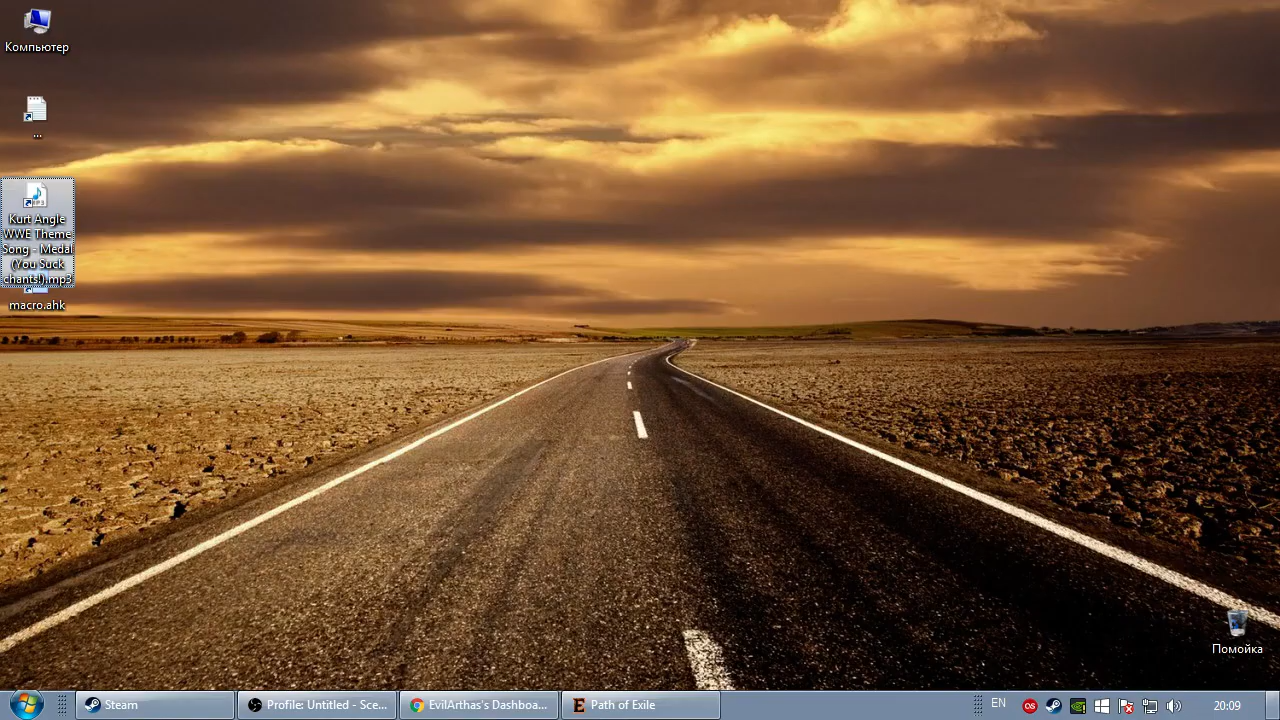 Компьютер
...
Kurt Angle
WWE Theme
Song - Medal
(You Suck
chants!).mp3
macro.ahk
Помойка
Steam
Profile: Untitled - Sce...
EvilArthas's Dashboa...
Path of Exile
EN
20:09